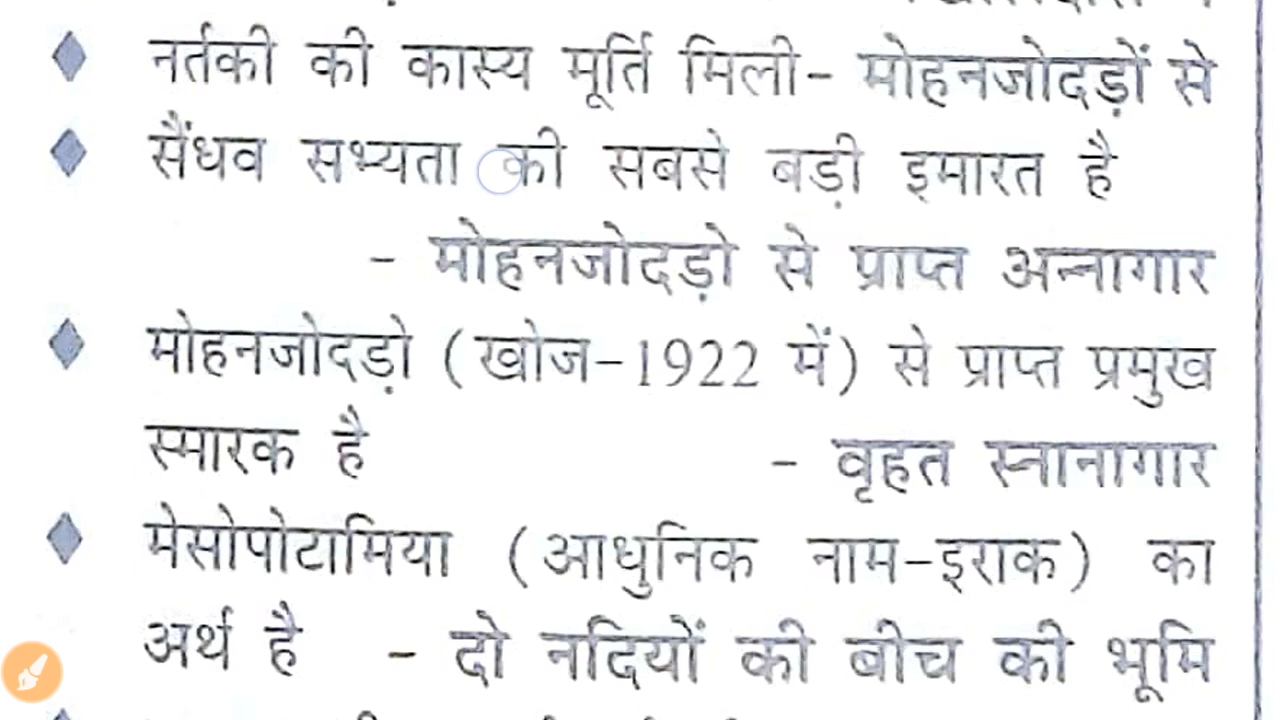 नर्तकी की कास्य मूर्ति मिली- मोहनजोदड़ों से
सैंधव सभ्यता की सबसे बड़ी इमारत है
- मोहनजोदड़ो से प्राप्त अन्नागार
मोहनजोदड़ो (खोज-1922 में) से प्राप्त प्रमुख
स्मारक है - वृहत स्नानागार
मेसोपोटामिया (आधुनिक नाम-इराक) का
अर्थ है - दो नदियों की बीच की भूमि